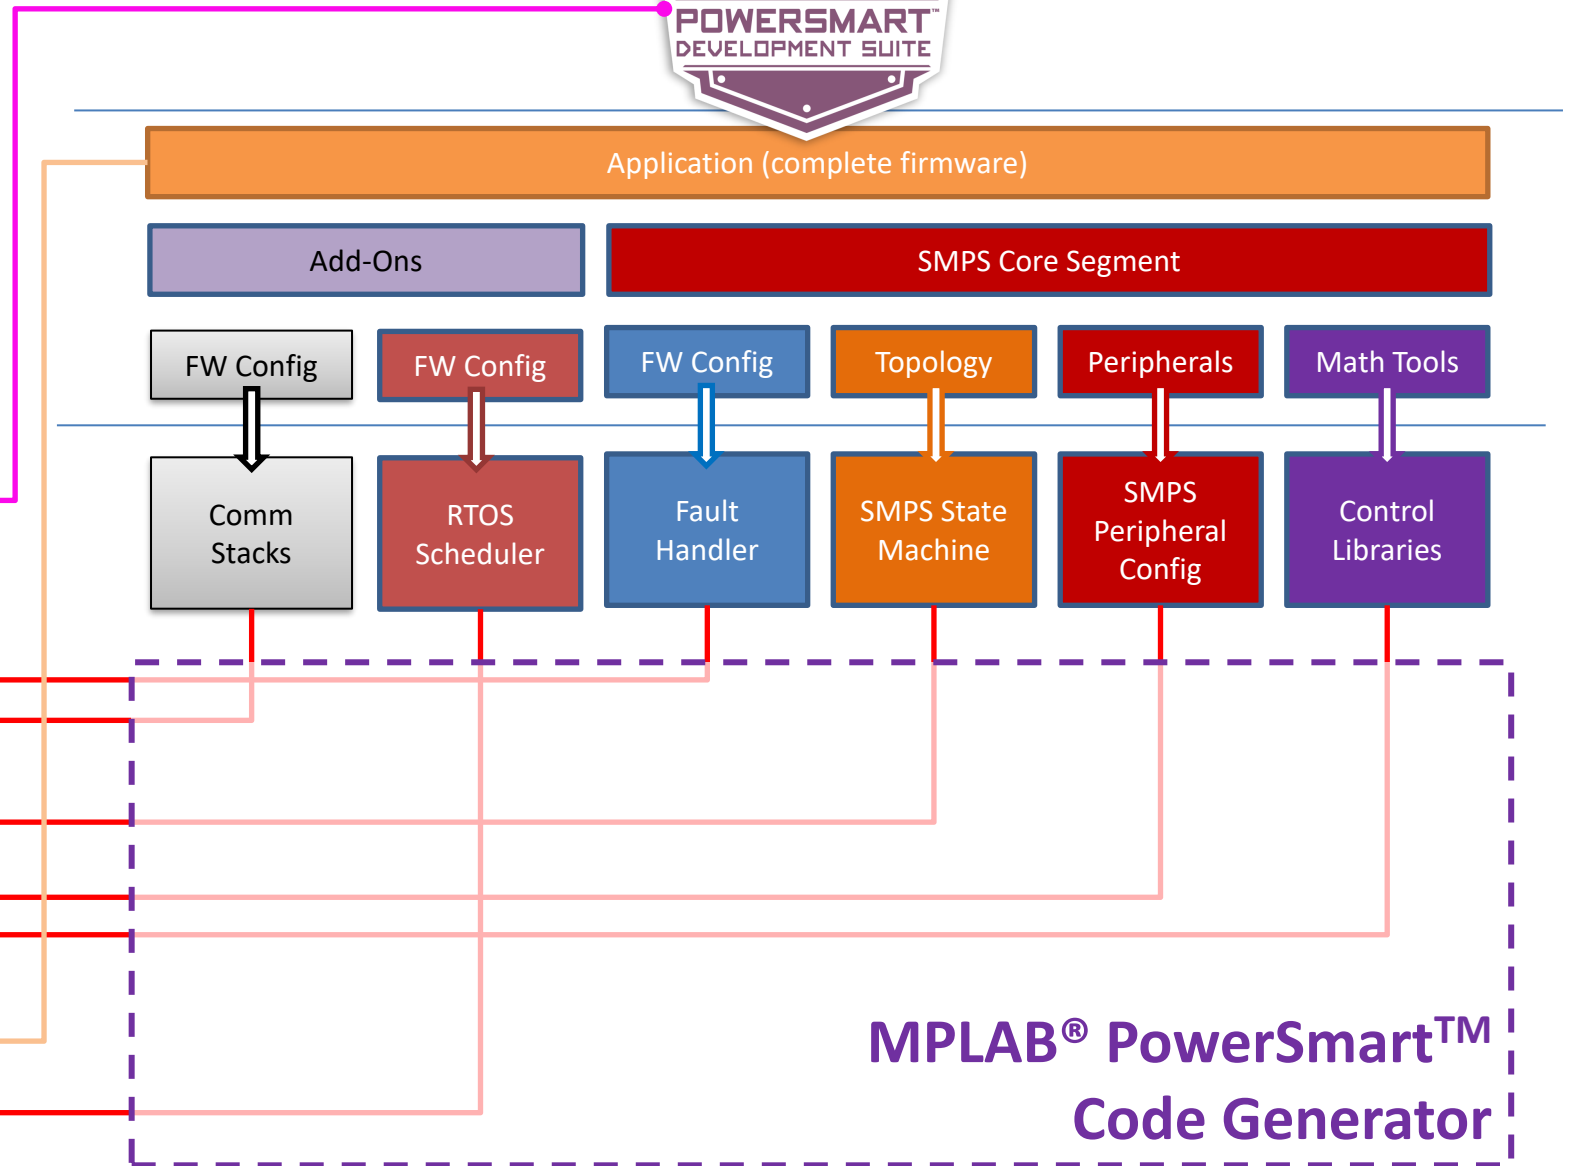 POWERSMART™
DEVELOPMENT SUITE
Application (complete firmware)
Add-Ons
SMPS Core Segment
FW Config
FW Config
FW Config
Topology
Peripherals
Math Tools
Comm
Stacks
RTOS
Scheduler
Fault
Handler
SMPS State
Machine
SMPS
Peripheral
Config
Control
Libraries
MPLAB® PowerSmart™
Code Generator